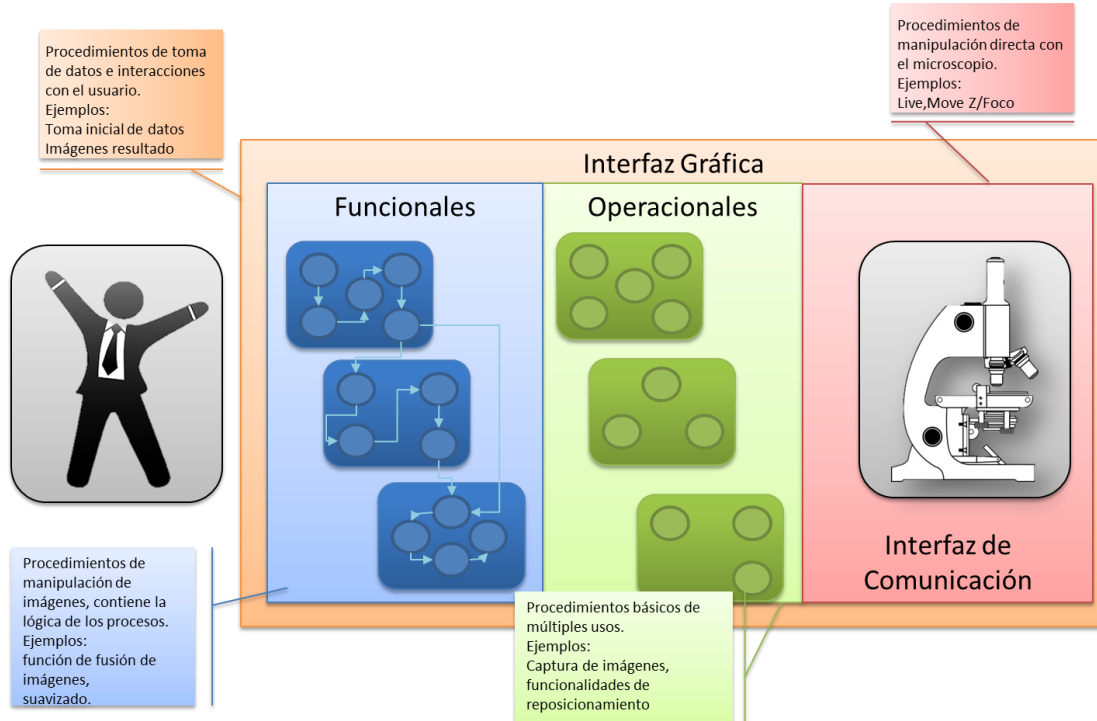 Procedimientos de toma
de datos e interacciones
con el usuario.
Ejemplos:
Toma inicial de datos
Imágenes resultado
Procedimientos de
manipulación directa con
el microscopio.
Ejemplos:
Live,Move Z/Foco
Interfaz Gráfica
Funcionales
Operacionales
Interfaz de
Comunicación
Procedimientos de
manipulación de
imágenes, contiene la
lógica de los procesos.
Ejemplos:
función de fusión de
imágenes,
suavizado.
Procedimientos básicos de
múltiples usos.
Ejemplos:
Captura de imágenes,
funcionalidades de
reposicionamiento